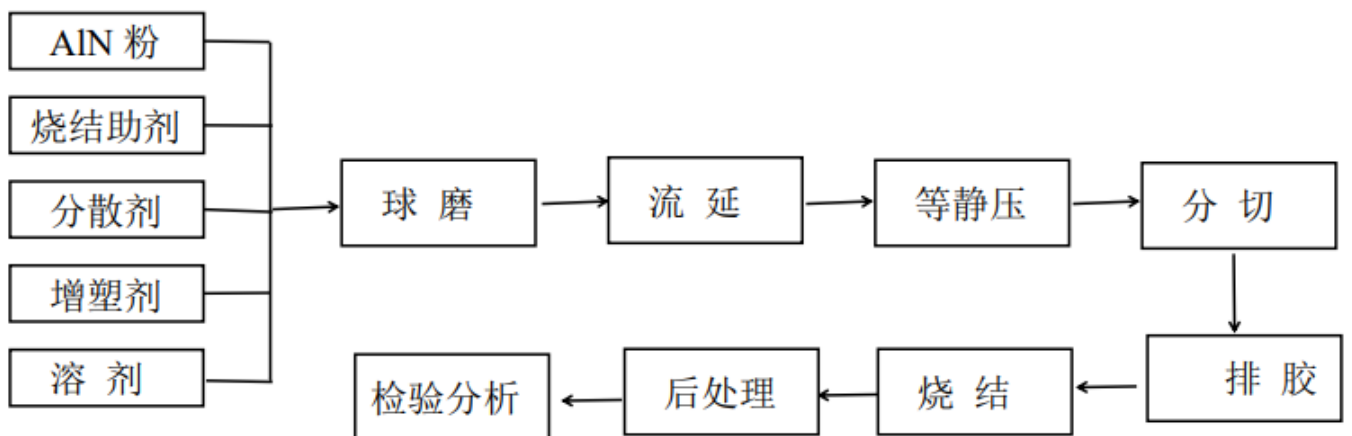 AlN 粉
烧结助剂
分散剂
增塑剂
溶 剂
球 磨
流 延
等静压
分 切
排 胶
烧 结
后处理
检验分析